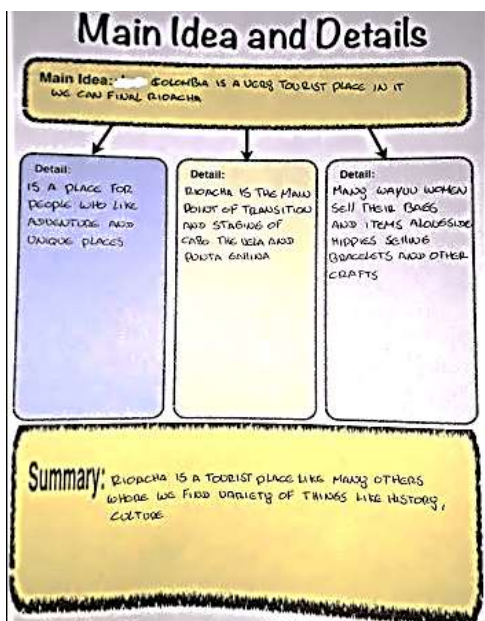 Main Idea and Details
Main Idea: COLOMBIA IS A VERY TOURIST PLACE IN IT
WE CAN FINAL RIOACHA
Detail:
IS A PLACE FOR
PEOPLE WHO LIKE
ADVENTURE AND
UNIQUE PLACES
Detail:
RIOACHA IS THE MAIN
POINT OF TRANSITION
AND STAGING OF
CABO THE VELA AND
PUNTA GALLINA
Detail:
MANY WAYUU WOMEN
SELL THEIR BAGS
AND ITEMS ALONGSIDE
HIPPIES SELLING
BRACELETS AND OTHER
CRAFTS
Summary: RIOACHA IS A TOURIST PLACE LIKE MANY OTHERS
WHERE WE FIND VARIETY OF THINGS LIKE HISTORY,
CULTURE